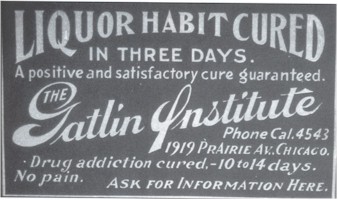 LIQUOR HABIT CURED
IN THREE DAYS.
A positive and satisfactory cure guaranteed.
THE
Gatlin Institute
Phone Cal. 4543
1919 PRAIRIE AV., CHICAGO.
Drug addiction cured,-10 to 14 days.
No pain.
ASK FOR INFORMATION HERE.